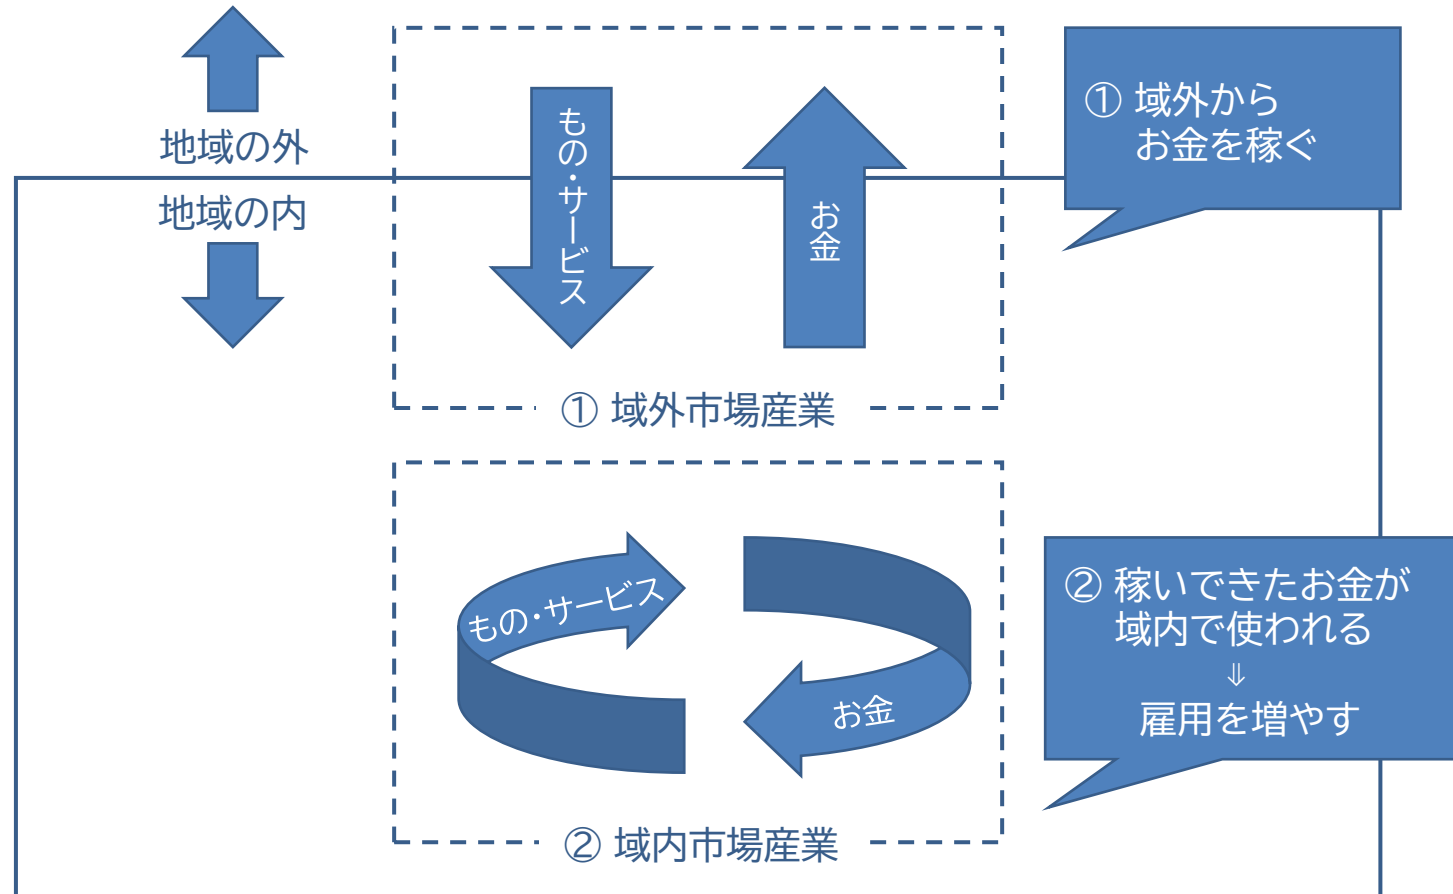 地域の外
地域の内
もの・サービス
お金
① 域外から
お金を稼ぐ
① 域外市場産業
もの・サービス
お金
② 稼いできたお金が
域内で使われる
⇓
雇用を増やす
② 域内市場産業